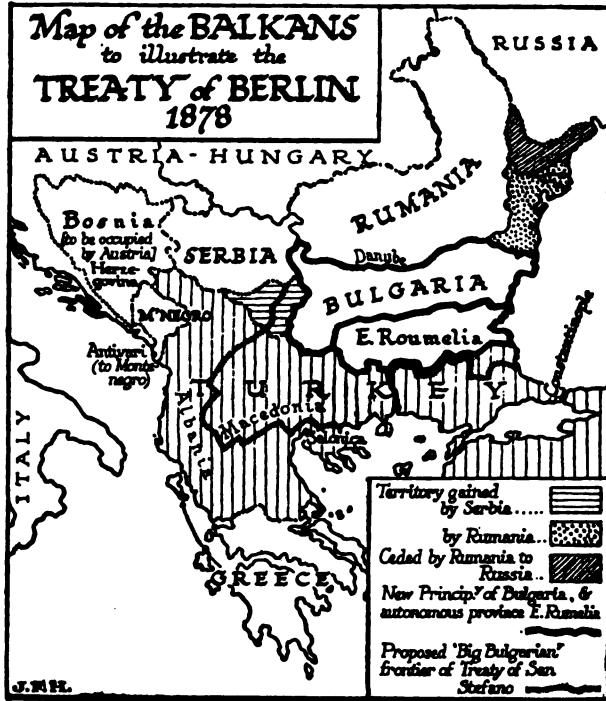 Map of the BALKANS
to illustrate the
TREATY of BERLIN
1878
RUSSIA
AUSTRIA-HUNGARY
RUMANIA
Bosnia
[to be occupied
by Austria]
Herze-
govina
SERBIA
Danube
BULGARIA
MᵗNEGRO
E. Roumelia
Constantinople
Antivari
(to Monte-
negro)
TURKEY
Albania
Macedonia
Salonica
ITALY
GREECE
Territory gained
by Serbia .....
by Rumania...
Ceded by Rumania to
Russia..
New Princip.ʸ of Bulgaria, &
autonomous province E. Rumelia
Proposed "Big Bulgarian"
frontier of Treaty of San
Stefano
J.F.H.